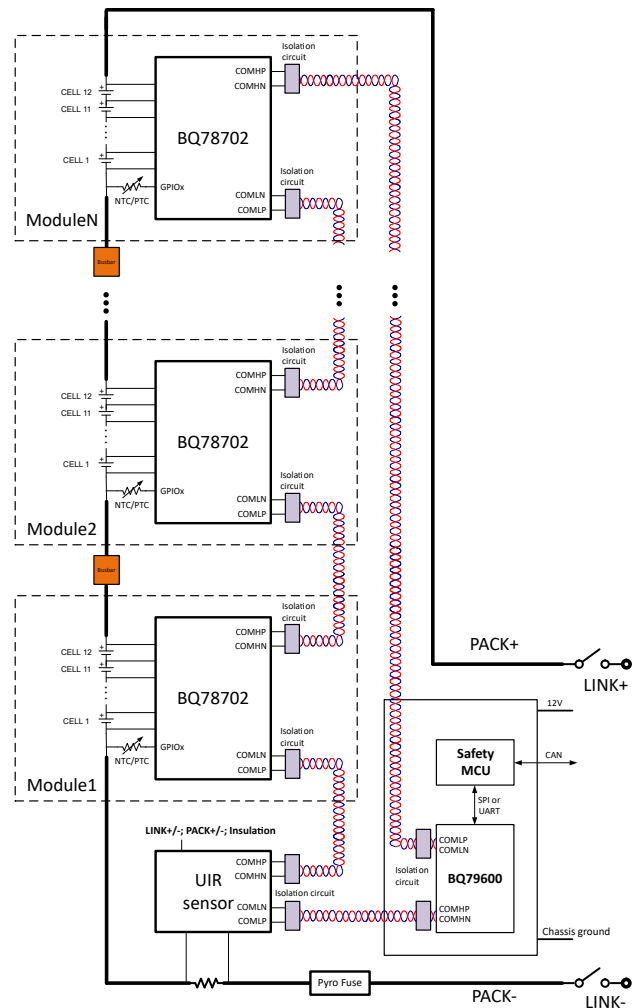 Isolation
circuit
COMHP
COMHN
CELL 12
CELL 11
BQ78702
CELL 1
Isolation
circuit
GPIOx
COMLN
COMLP
NTC/PTC
ModuleN
Busbar
Isolation
circuit
COMHP
COMHN
CELL 12
CELL 11
BQ78702
CELL 1
Isolation
circuit
GPIOx
COMLN
COMLP
NTC/PTC
Module2
Busbar
Isolation
circuit
COMHP
COMHN
CELL 12
CELL 11
BQ78702
CELL 1
Isolation
circuit
GPIOx
COMLN
COMLP
NTC/PTC
Module1
PACK+
LINK+
12V
Safety
MCU
CAN
SPI or
UART
LINK+/-; PACK+/-; Insulation
COMHP
COMHN
UIR
sensor
Isolation circuit
COMLN
COMLP
COMLP
COMLN
Isolation
circuit
BQ79600
COMHP
COMHN
Chassis ground
Pyro Fuse
PACK-
LINK-